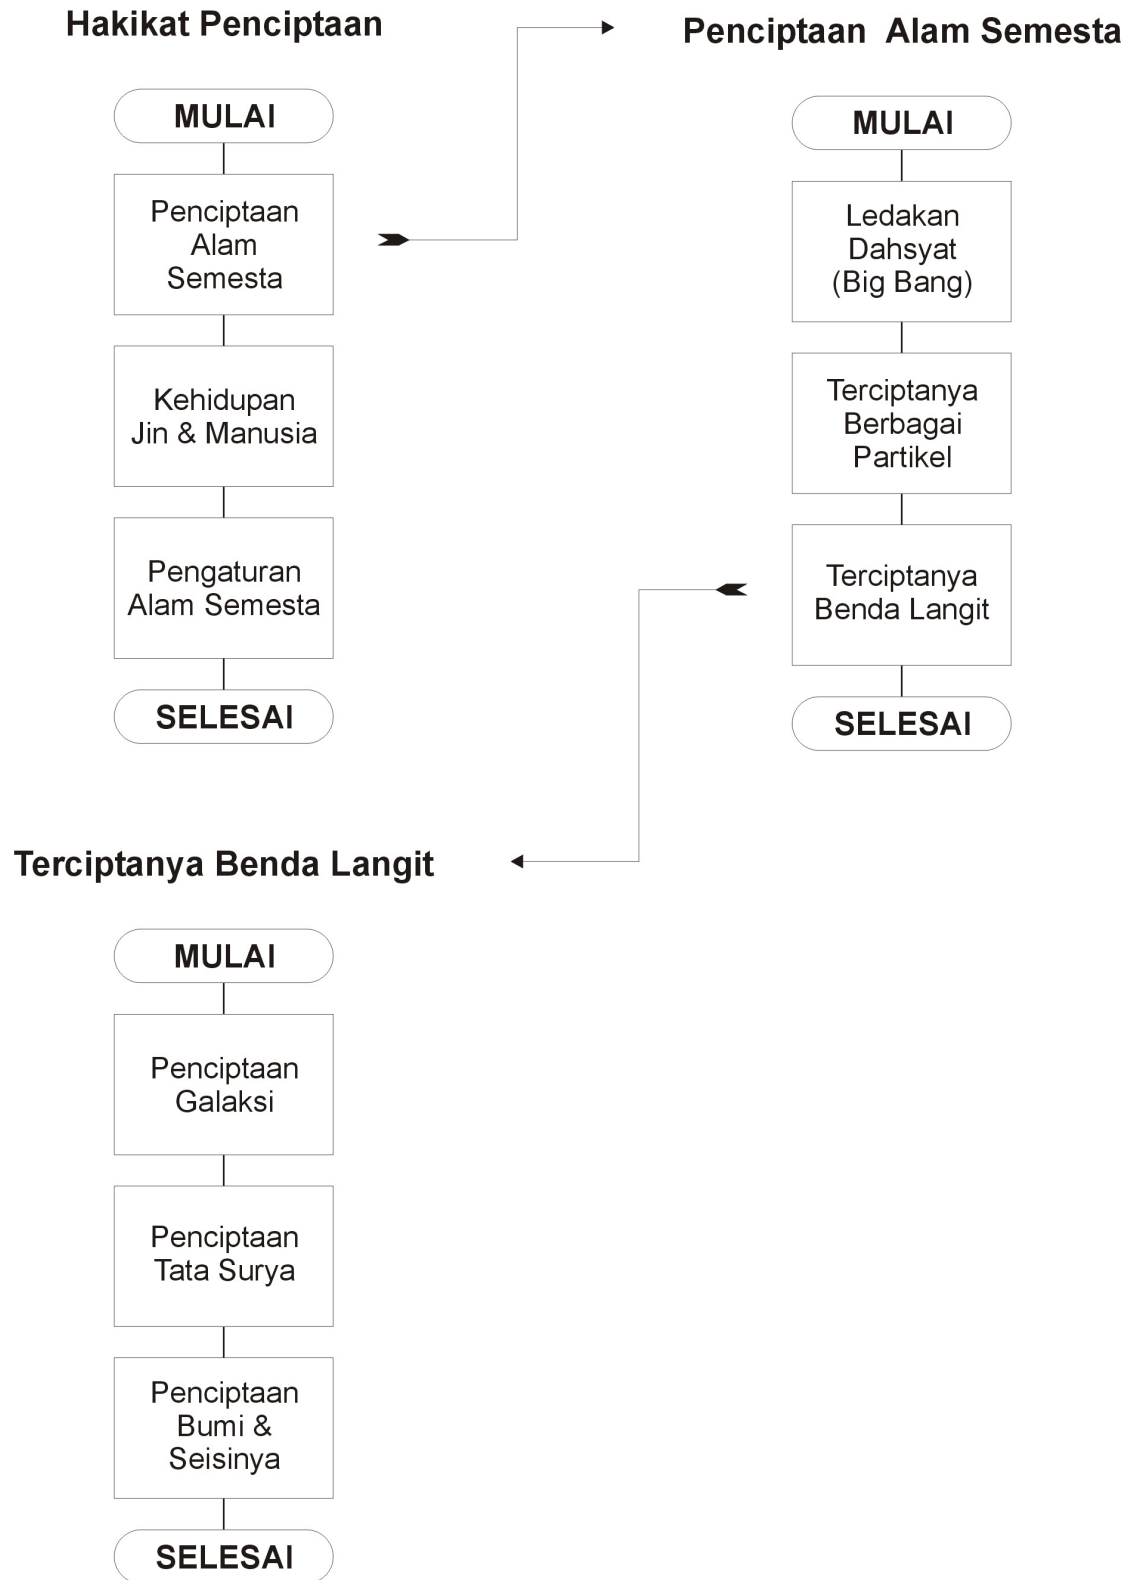 Hakikat Penciptaan
MULAI
Penciptaan
Alam
Semesta
Kehidupan
Jin & Manusia
Pengaturan
Alam Semesta
SELESAI
Penciptaan Alam Semesta
MULAI
Ledakan
Dahsyat
(Big Bang)
Terciptanya
Berbagai
Partikel
Terciptanya
Benda Langit
SELESAI
Terciptanya Benda Langit
MULAI
Penciptaan
Galaksi
Penciptaan
Tata Surya
Penciptaan
Bumi &
Seisinya
SELESAI